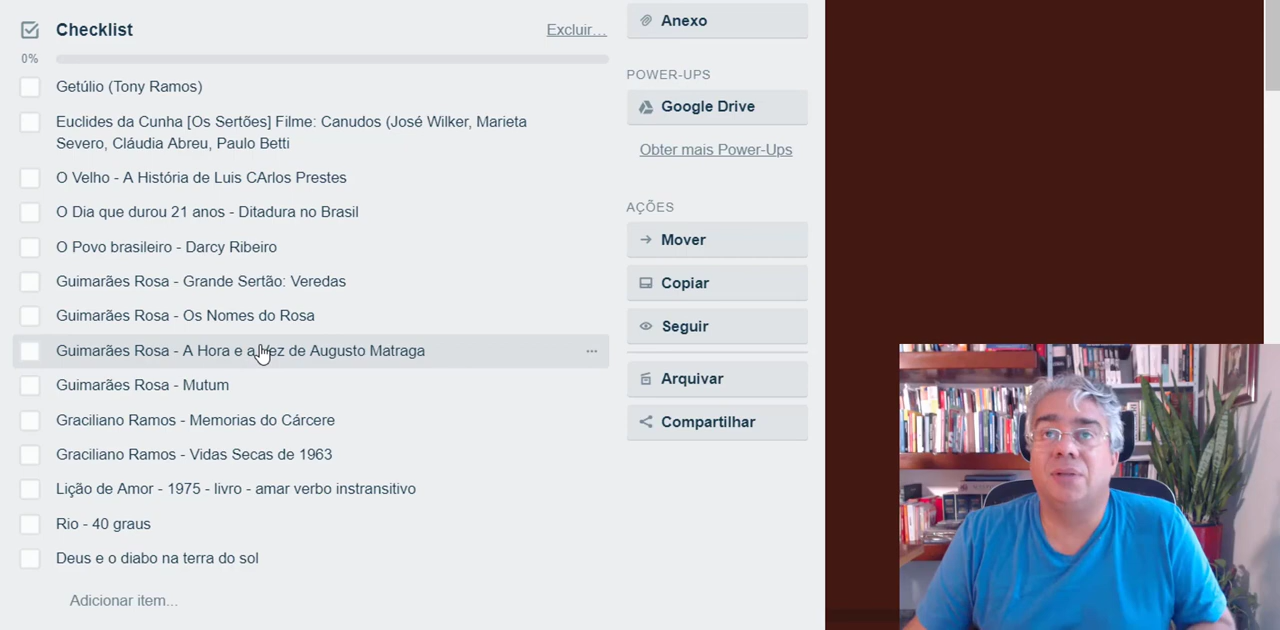 Checklist
Excluir...
0%
Getúlio (Tony Ramos)
Euclides da Cunha [Os Sertões] Filme: Canudos (José Wilker, Marieta
Severo, Cláudia Abreu, Paulo Betti
O Velho - A História de Luis CArlos Prestes
O Dia que durou 21 anos - Ditadura no Brasil
O Povo brasileiro - Darcy Ribeiro
Guimarães Rosa - Grande Sertão: Veredas
Guimarães Rosa - Os Nomes do Rosa
Guimarães Rosa - A Hora e a Vez de Augusto Matraga
Guimarães Rosa - Mutum
Graciliano Ramos - Memorias do Cárcere
Graciliano Ramos - Vidas Secas de 1963
Lição de Amor - 1975 - livro - amar verbo instransitivo
Rio - 40 graus
Deus e o diabo na terra do sol
Adicionar item...
Anexo
POWER-UPS
Google Drive
Obter mais Power-Ups
AÇÕES
Mover
Copiar
Seguir
Arquivar
Compartilhar